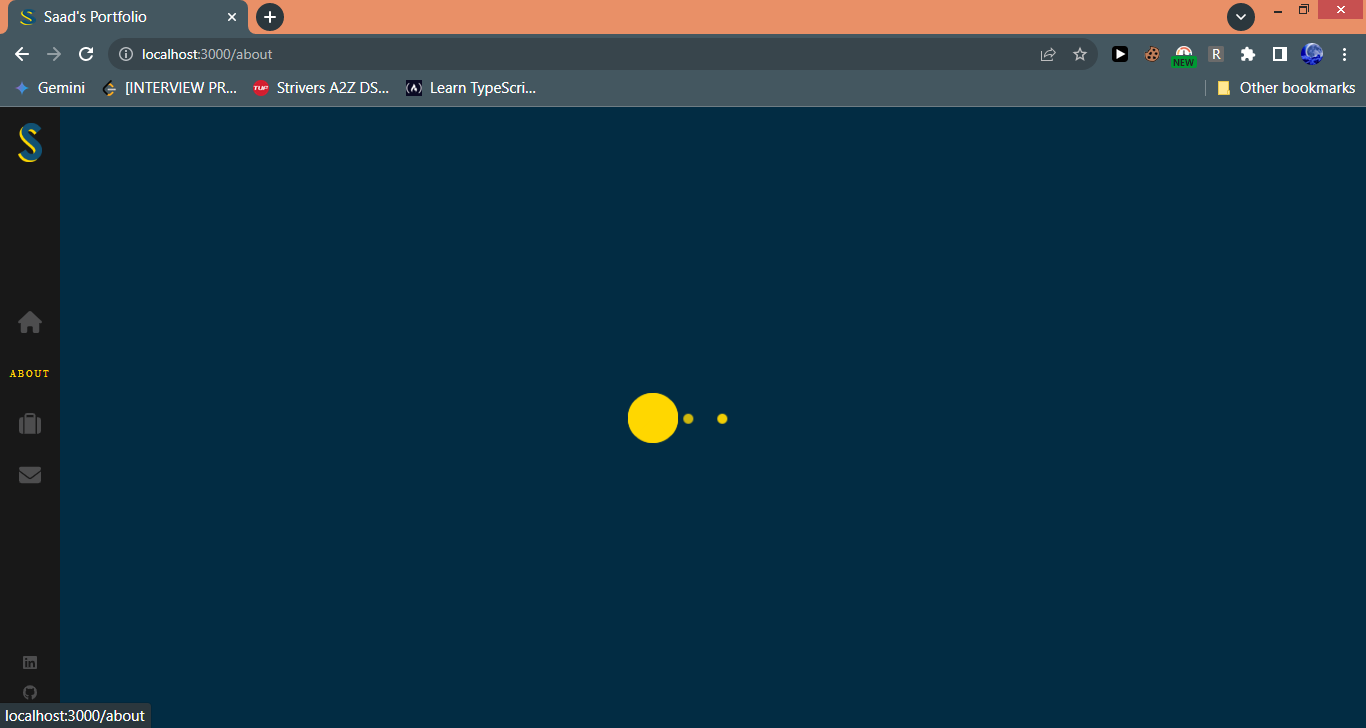 Saad's Portfolio
localhost:3000/about
NEW
R
Gemini
[INTERVIEW PR...
TUF
Strivers A2Z DS...
Learn TypeScri...
Other bookmarks
S
ABOUT
in
localhost:3000/about